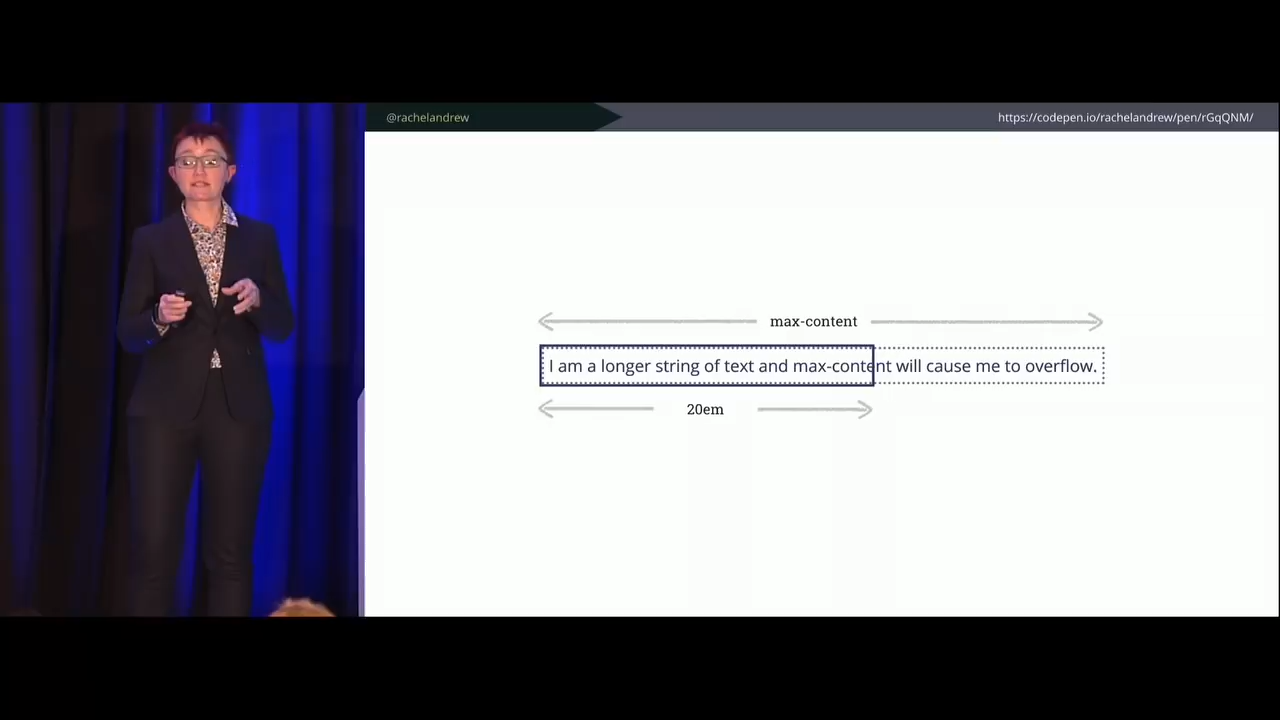 @rachelandrew
https://codepen.io/rachelandrew/pen/rGqQNM/
max-content
I am a longer string of text and max-content will cause me to overflow.
20em